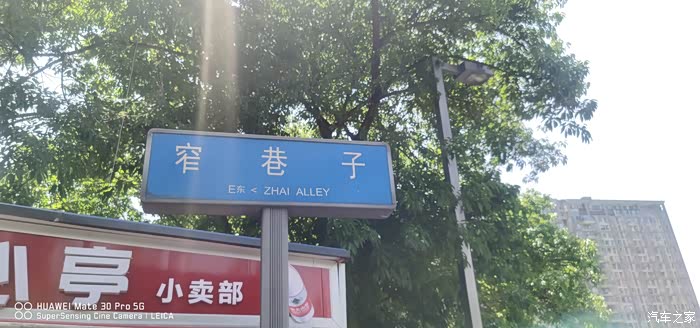 窄巷子
E东 < ZHAI ALLEY
亭
小卖部
HUAWEI Mate 30 Pro 5G
SuperSensing Cine Camera | LEICA
汽车之家